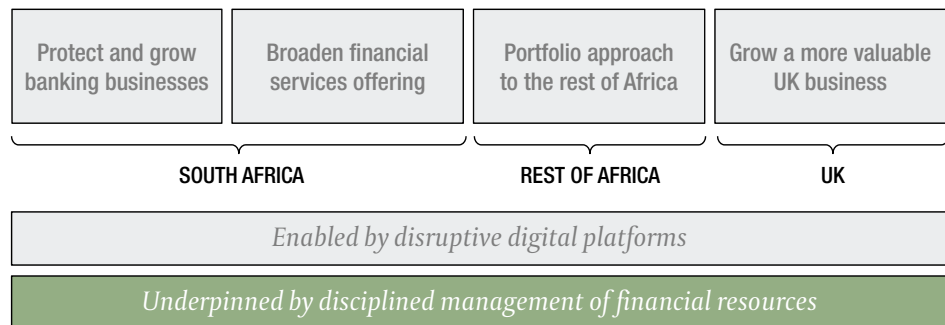 Protect and grow
banking businesses
Broaden financial
services offering
Portfolio approach
to the rest of Africa
Grow a more valuable
UK business
SOUTH AFRICA
REST OF AFRICA
UK
Enabled by disruptive digital platforms
Underpinned by disciplined management of financial resources